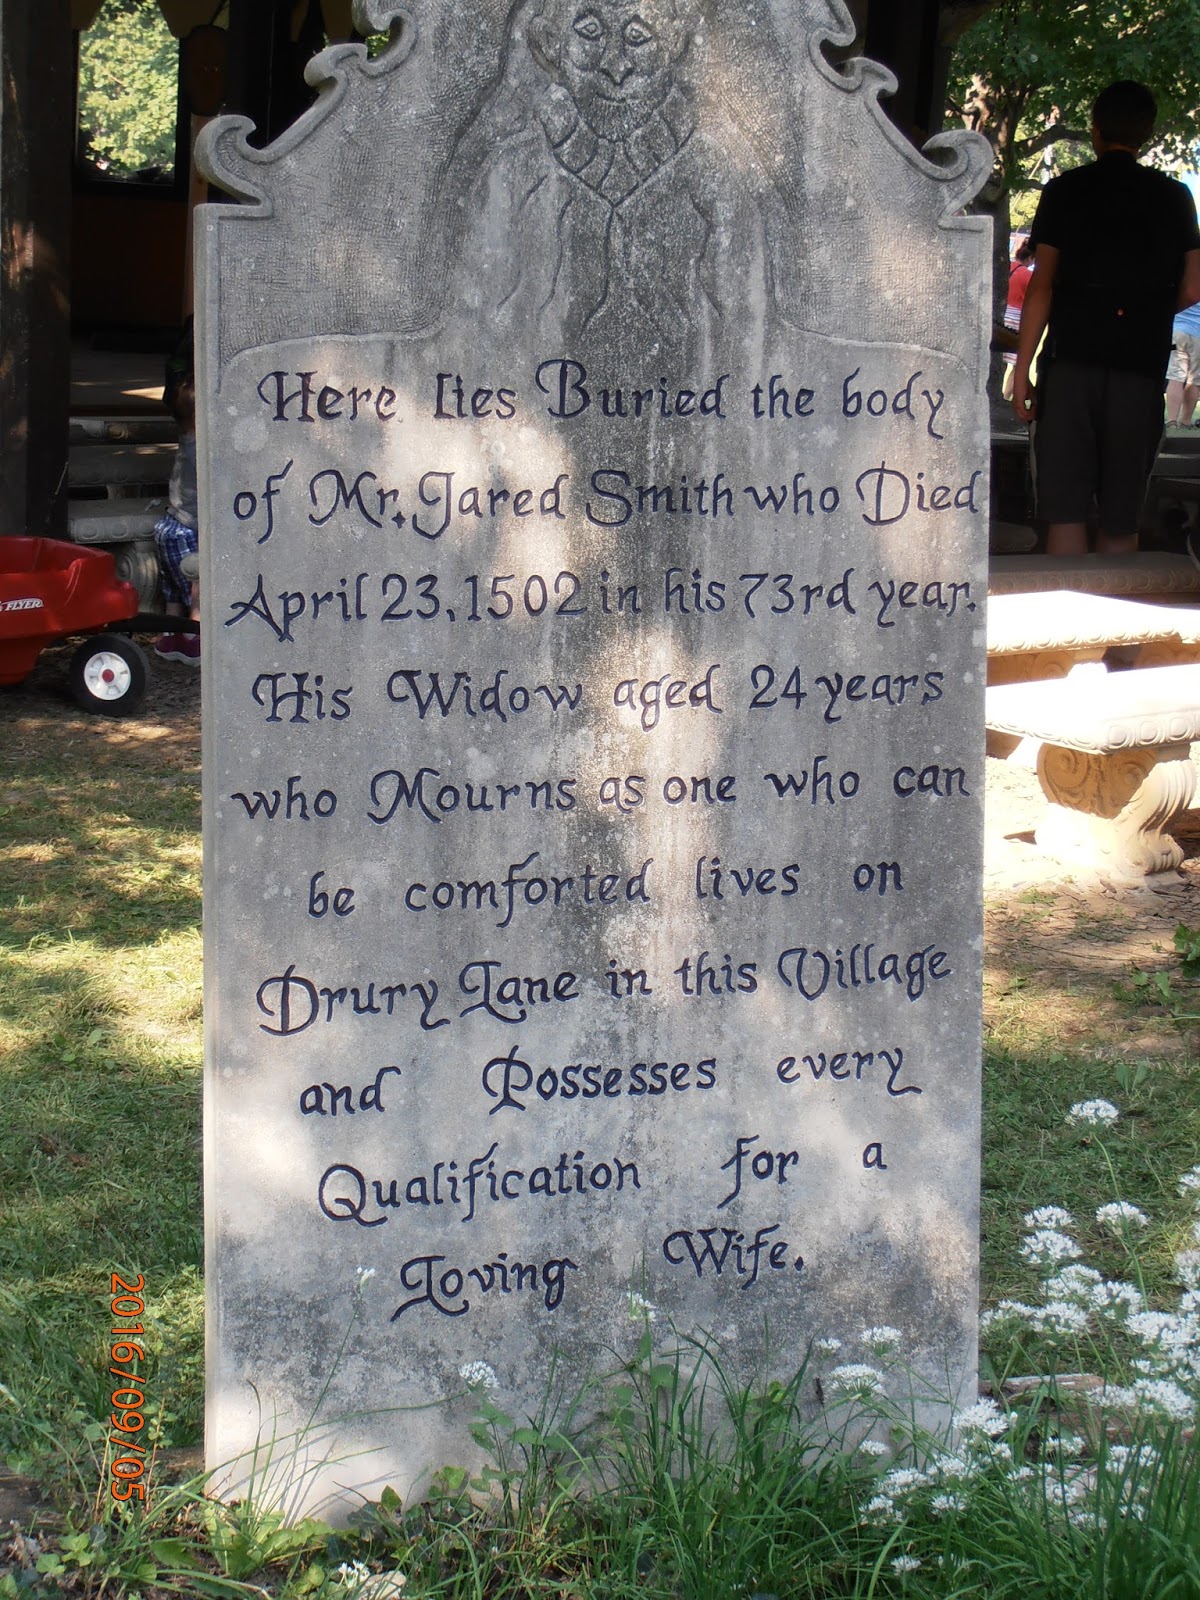 Here Lies Buried the body
of Mr. Jared Smith who Died
April 23, 1502 in his 73rd year.
His Widow aged 24 years
who Mourns as one who can
be comforted lives on
Drury Lane in this Village
and Possesses every
Qualification for a
Loving Wife.
FLYER
2016/09/05